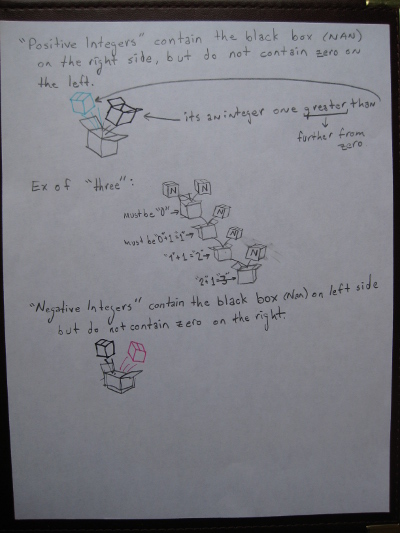 "Positive Integers" contain the black box (NAN)
on the right side, but do not contain zero on
the left.
its an integer one greater than
further from
zero
Ex of "three":
N N
must be "0" → N
must be "0"+1="1" → N
"1"+1="2" → N
"2"+1="3"
"Negative Integers" contain the black box (Nan) on left side
but do not contain zero on the right.